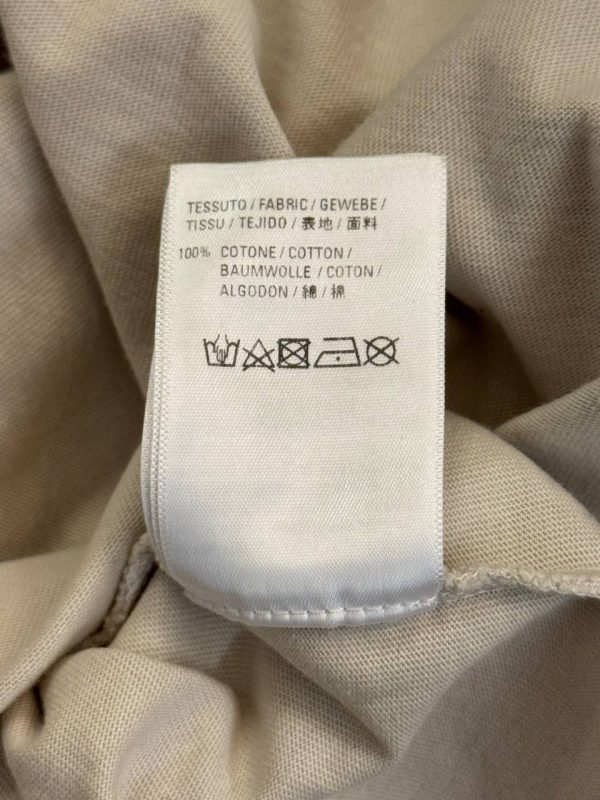 TESSUTO / FABRIC / GEWEBE /
TISSU / TEJIDO / 表地 / 面料
100% COTONE / COTTON /
BAUMWOLLE / COTON /
ALGODON / 綿 / 棉